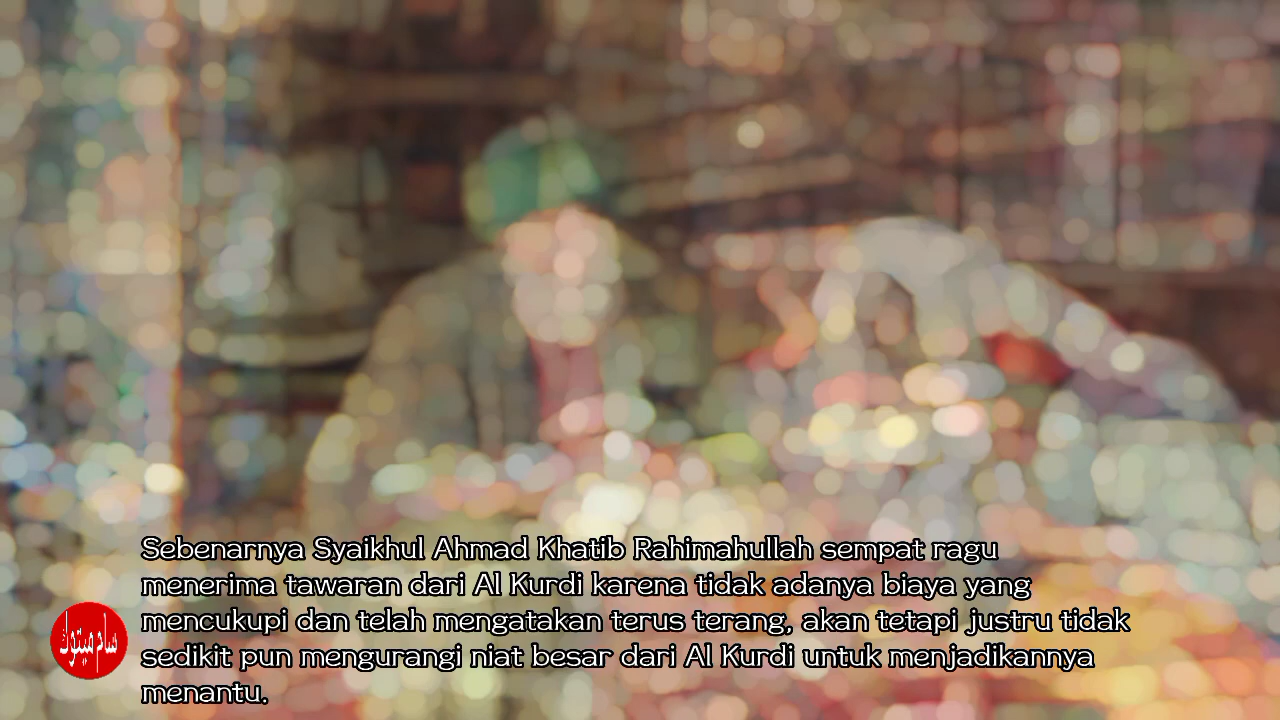 Sebenarnya Syaikhul Ahmad Khatib Rahimahullah sempat ragu
menerima tawaran dari Al Kurdi karena tidak adanya biaya yang
mencukupi dan telah mengatakan terus terang, akan tetapi justru tidak
سام ميتوك
sedikit pun mengurangi niat besar dari Al Kurdi untuk menjadikannya
menantu.